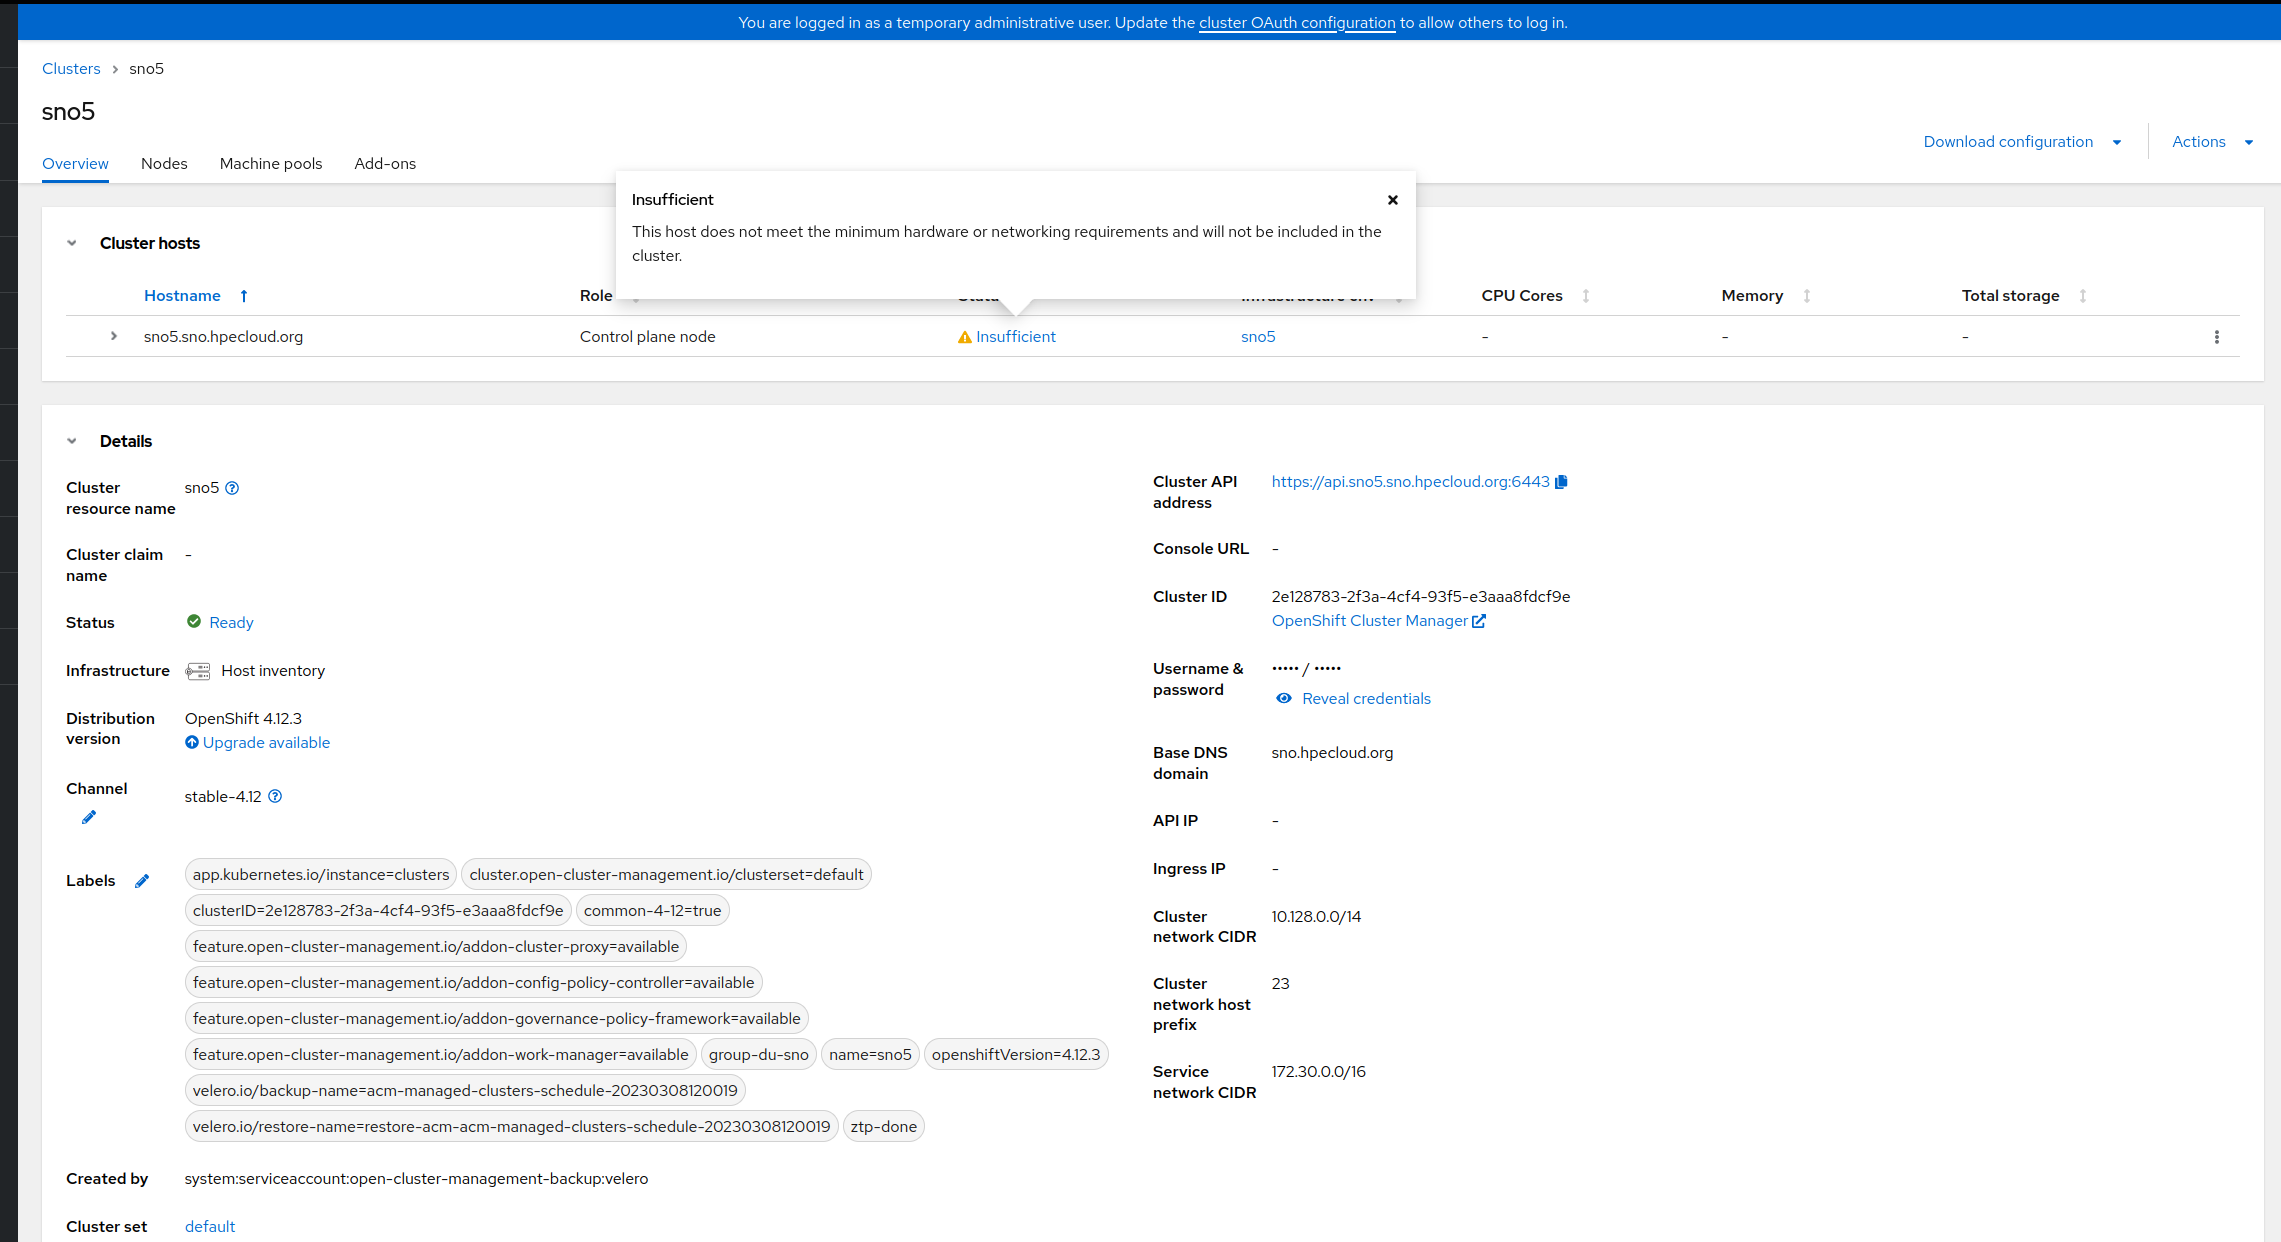 You are logged in as a temporary administrative user. Update the cluster OAuth configuration to allow others to log in.
Clusters > sno5
sno5
Download configuration Actions
Overview Nodes Machine pools Add-ons
Insufficient
This host does not meet the minimum hardware or networking requirements and will not be included in the
cluster.
Cluster hosts
Hostname Role CPU Cores Memory Total storage
sno5.sno.hpecloud.org Control plane node Insufficient sno5 - - -
Details
Cluster
resource name
sno5
Cluster claim
name
-
Status Ready
Infrastructure Host inventory
Distribution
version
OpenShift 4.12.3
Upgrade available
Channel
stable-4.12
Labels
app.kubernetes.io/instance=clusters cluster.open-cluster-management.io/clusterset=default
clusterID=2e128783-2f3a-4cf4-93f5-e3aaa8fdcf9e common-4-12=true
feature.open-cluster-management.io/addon-cluster-proxy=available
feature.open-cluster-management.io/addon-config-policy-controller=available
feature.open-cluster-management.io/addon-governance-policy-framework=available
feature.open-cluster-management.io/addon-work-manager=available group-du-sno name=sno5 openshiftVersion=4.12.3
velero.io/backup-name=acm-managed-clusters-schedule-20230308120019
velero.io/restore-name=restore-acm-acm-managed-clusters-schedule-20230308120019 ztp-done
Created by system:serviceaccount:open-cluster-management-backup:velero
Cluster set default
Cluster API
address
https://api.sno5.sno.hpecloud.org:6443
Console URL -
Cluster ID 2e128783-2f3a-4cf4-93f5-e3aaa8fdcf9e
OpenShift Cluster Manager
Username &
password
••••• / •••••
Reveal credentials
Base DNS
domain
sno.hpecloud.org
API IP -
Ingress IP -
Cluster
network CIDR
10.128.0.0/14
Cluster
network host
prefix
23
Service
network CIDR
172.30.0.0/16